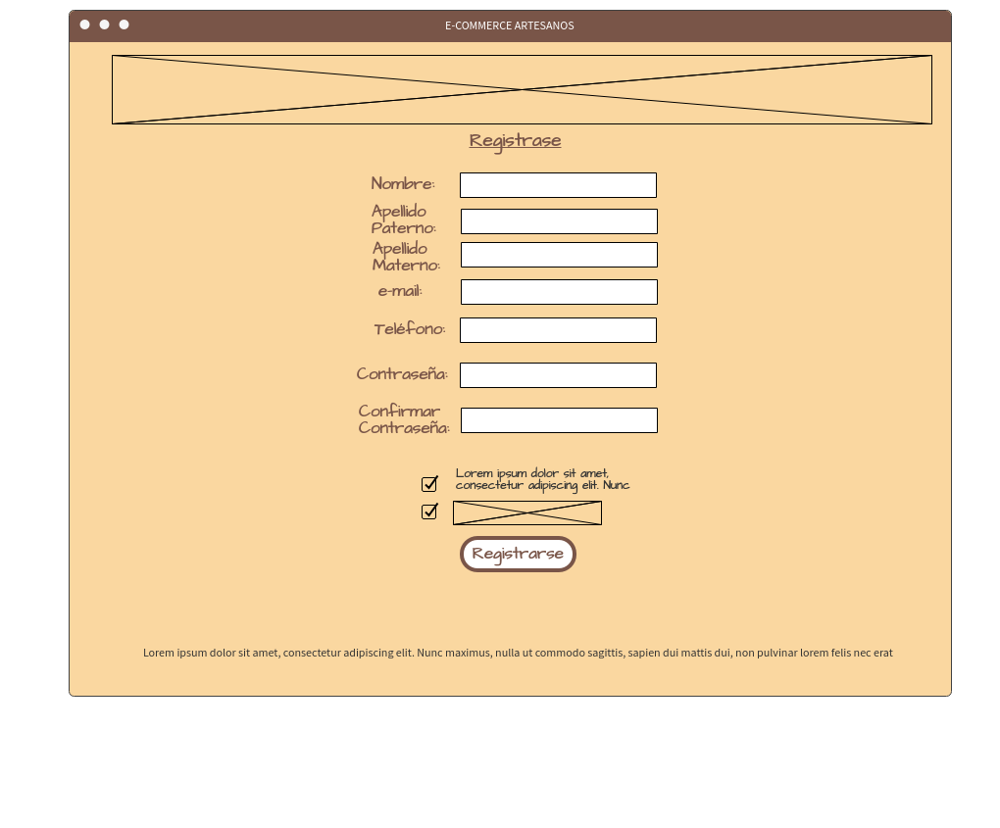 E-COMMERCE ARTESANOS
Registrase
Nombre:
Apellido
Paterno:
Apellido
Materno:
e-mail:
Teléfono:
Contraseña:
Confirmar
Contraseña:
Lorem ipsum dolor sit amet,
consectetur adipiscing elit. Nunc
Registrarse
Lorem ipsum dolor sit amet, consectetur adipiscing elit. Nunc maximus, nulla ut commodo sagittis, sapien dui mattis dui, non pulvinar lorem felis nec erat